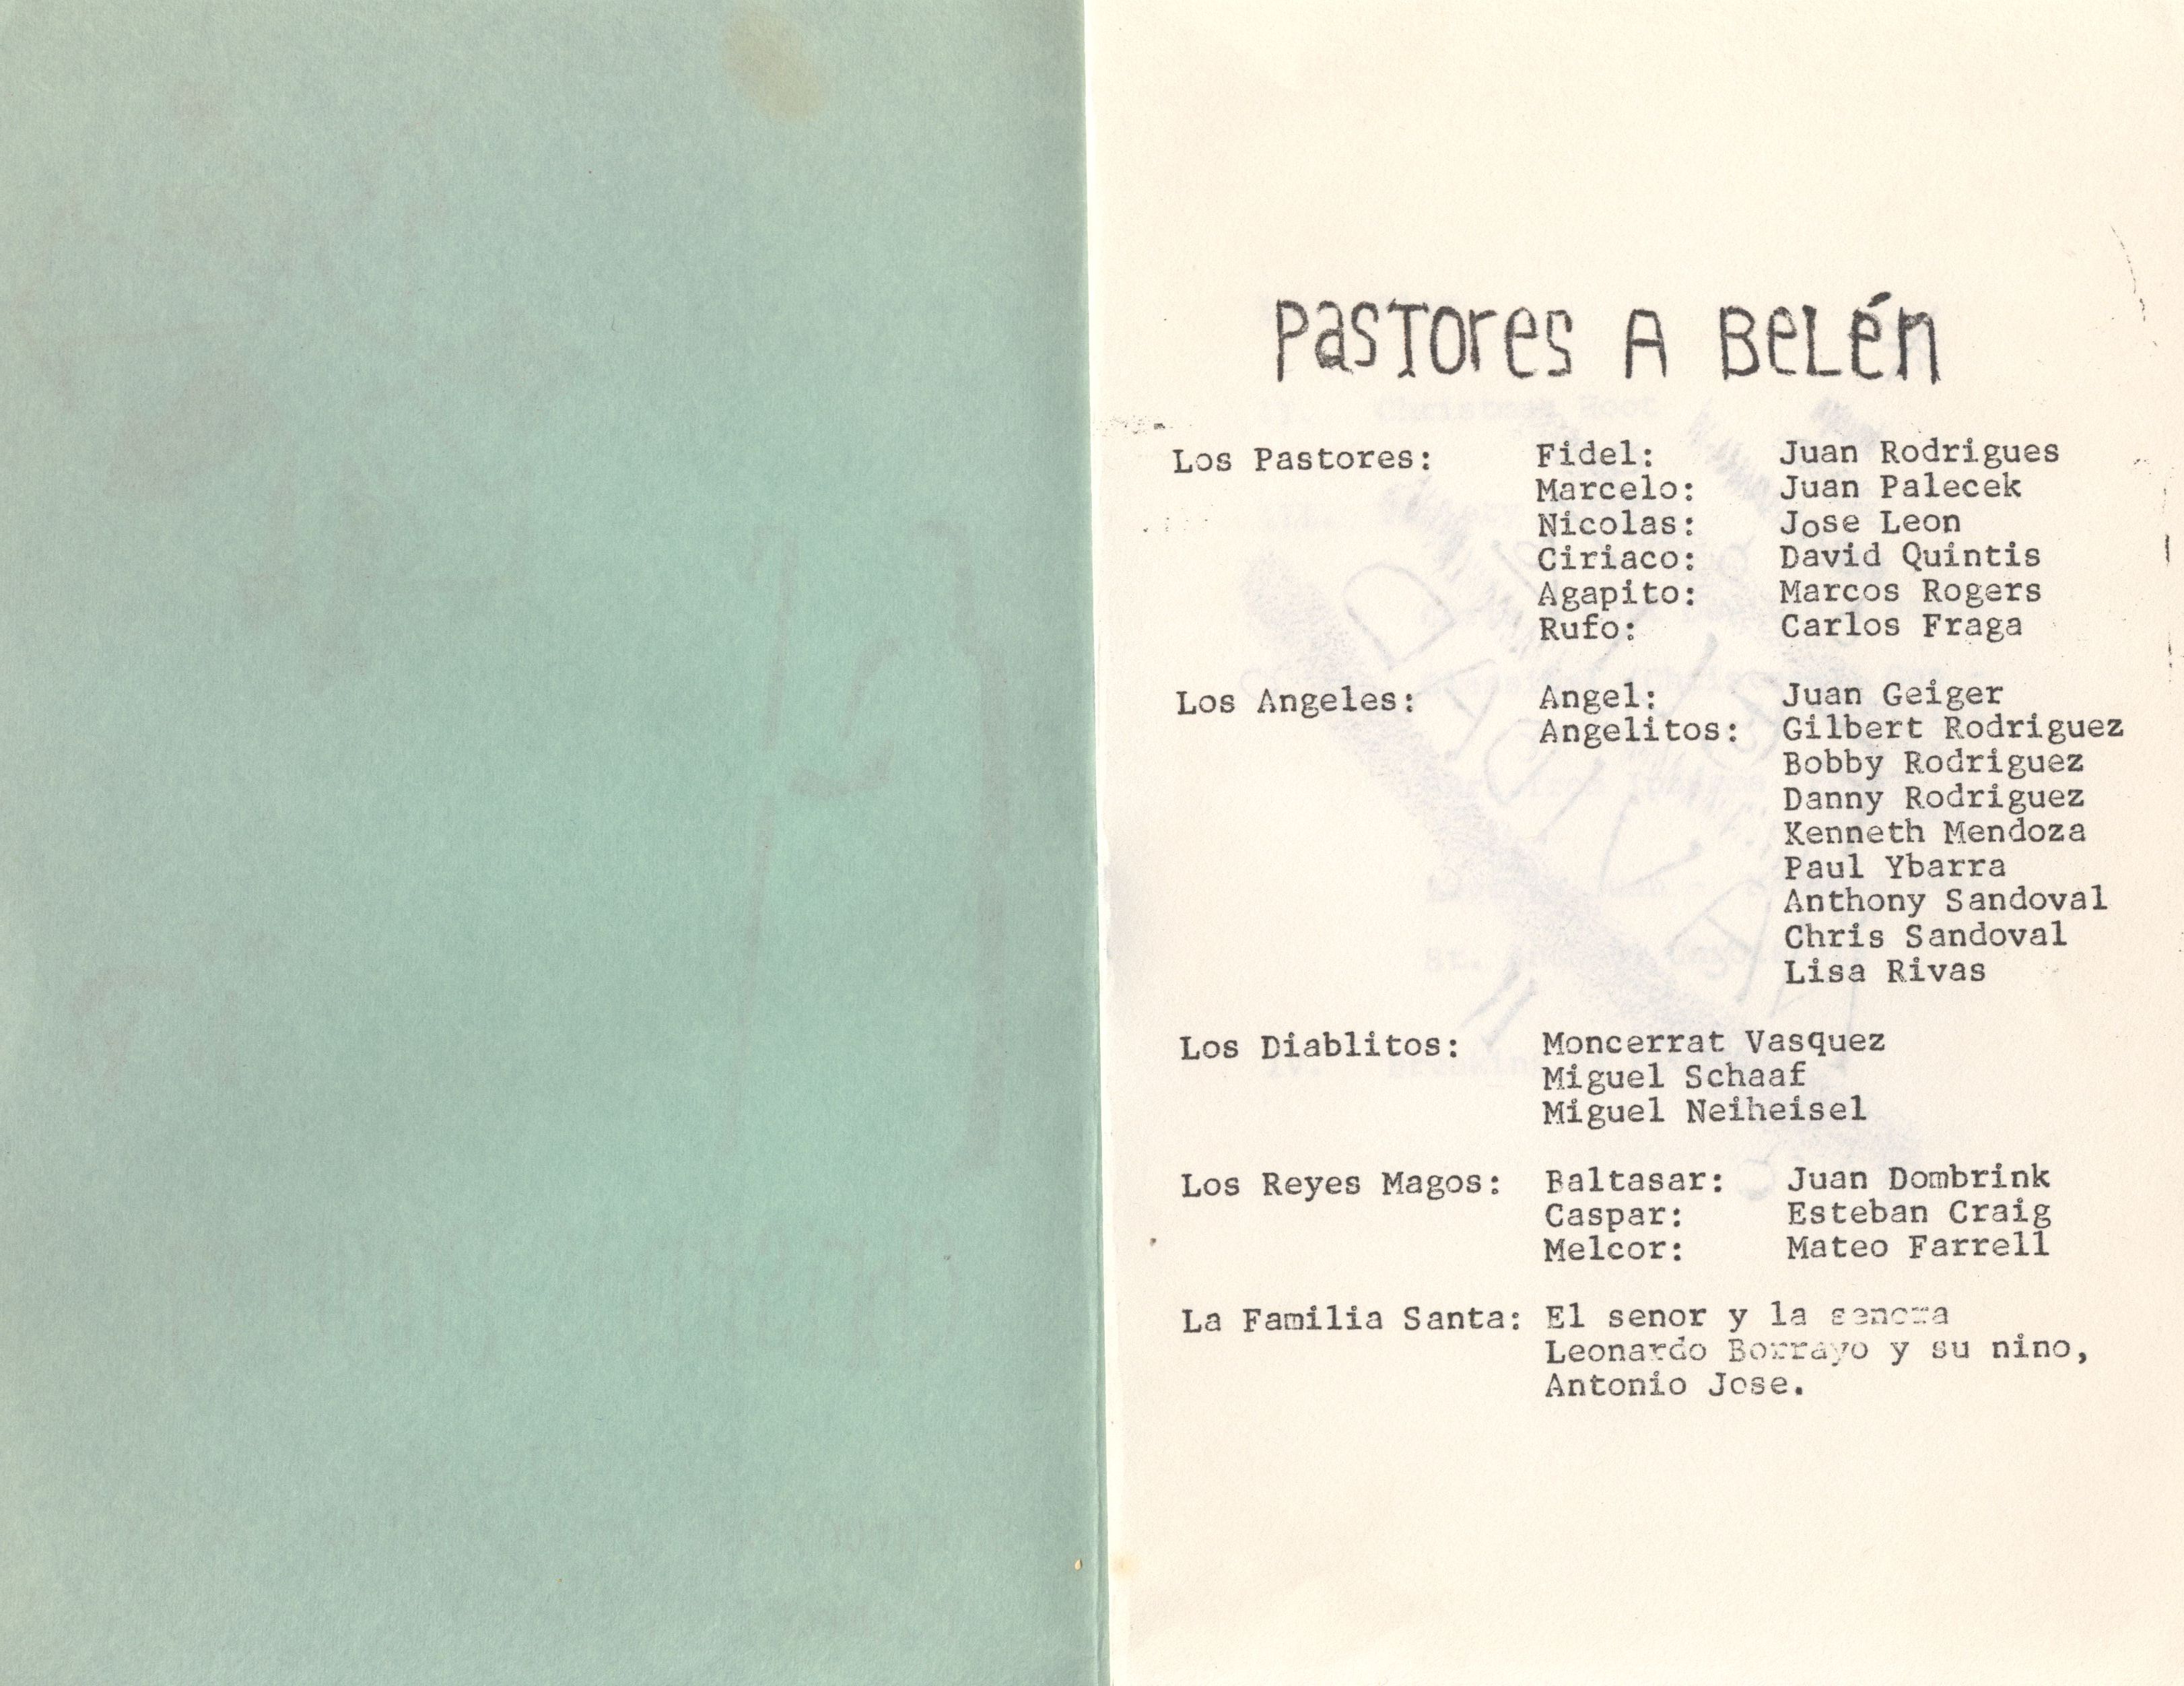 Pastores A Belén
Los Pastores: Fidel: Juan Rodrigues
Marcelo: Juan Palecek
Nicolas: Jose Leon
Ciriaco: David Quintis
Agapito: Marcos Rogers
Rufo: Carlos Fraga
Los Angeles: Angel: Juan Geiger
Angelitos: Gilbert Rodriguez
Bobby Rodriguez
Danny Rodriguez
Kenneth Mendoza
Paul Ybarra
Anthony Sandoval
Chris Sandoval
Lisa Rivas
Los Diablitos: Moncerrat Vasquez
Miguel Schaaf
Miguel Neiheisel
Los Reyes Magos: Baltasar: Juan Dombrink
Caspar: Esteban Craig
Melcor: Mateo Farrell
La Familia Santa: El senor y la senora
Leonardo Borrayo y su nino,
Antonio Jose.